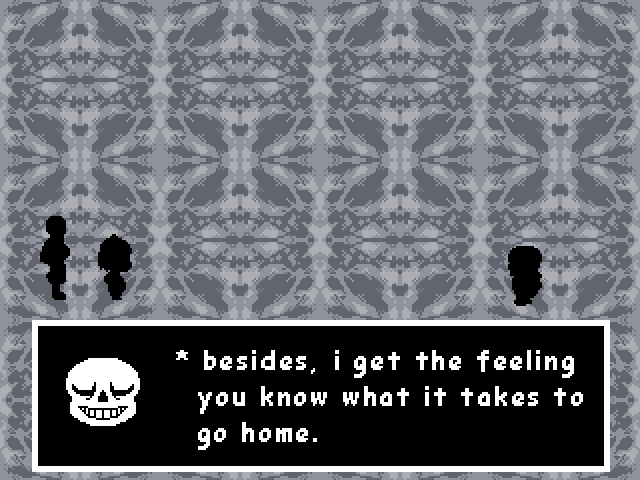 * besides, i get the feeling
you know what it takes to
go home.